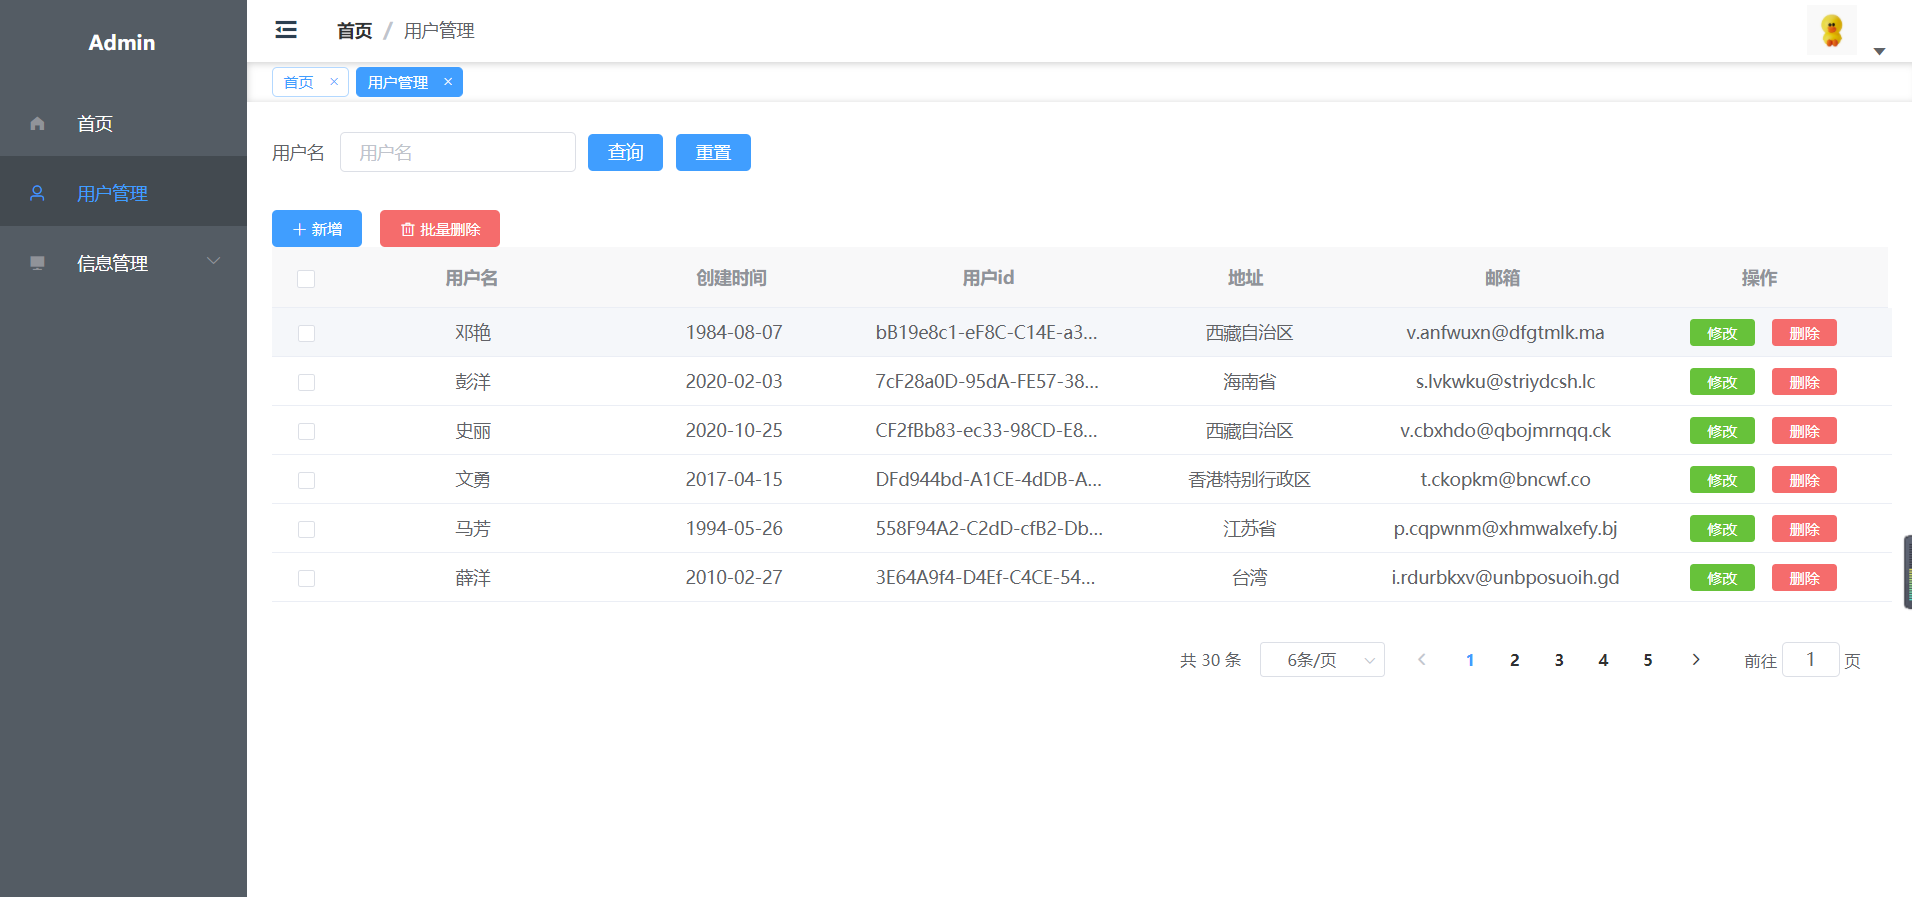 Admin
首页
用户管理
信息管理
首页 / 用户管理
首页 × 用户管理 ×
用户名 用户名 查询 重置
新增 批量删除
用户名 创建时间 用户id 地址 邮箱 操作
邓艳 1984-08-07 bB19e8c1-eF8C-C14E-a3... 西藏自治区 v.anfwuxn@dfgtmlk.ma 修改 删除
彭洋 2020-02-03 7cF28a0D-95dA-FE57-38... 海南省 s.lvkwku@striydcsh.lc 修改 删除
史丽 2020-10-25 CF2fBb83-ec33-98CD-E8... 西藏自治区 v.cbxhdo@qbojmrnqq.ck 修改 删除
文勇 2017-04-15 DFd944bd-A1CE-4dDB-A... 香港特别行政区 t.ckopkm@bncwf.co 修改 删除
马芳 1994-05-26 558F94A2-C2dD-cfB2-Db... 江苏省 p.cqpwnm@xhmwalxefy.bj 修改 删除
薛洋 2010-02-27 3E64A9f4-D4Ef-C4CE-54... 台湾 i.rdurbkxv@unbposuoih.gd 修改 删除
共 30 条 6条/页 1 2 3 4 5 前往 1 页